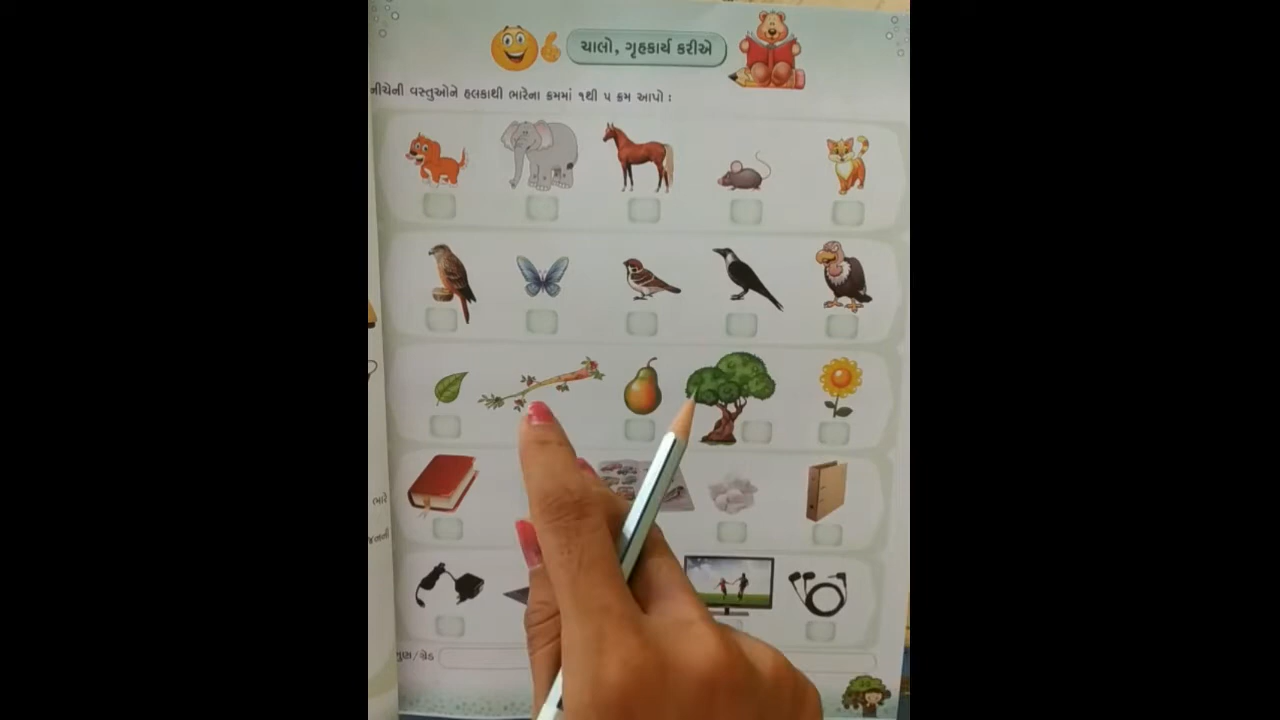 ચાલો, ગૃહકાર્ય કરીએ
નીચેની વસ્તુઓને હલકાથી ભારેના ક્રમમાં ૧થી ૫ ક્રમ આપો :
ભારે
ગુણ/ગ્રેડ